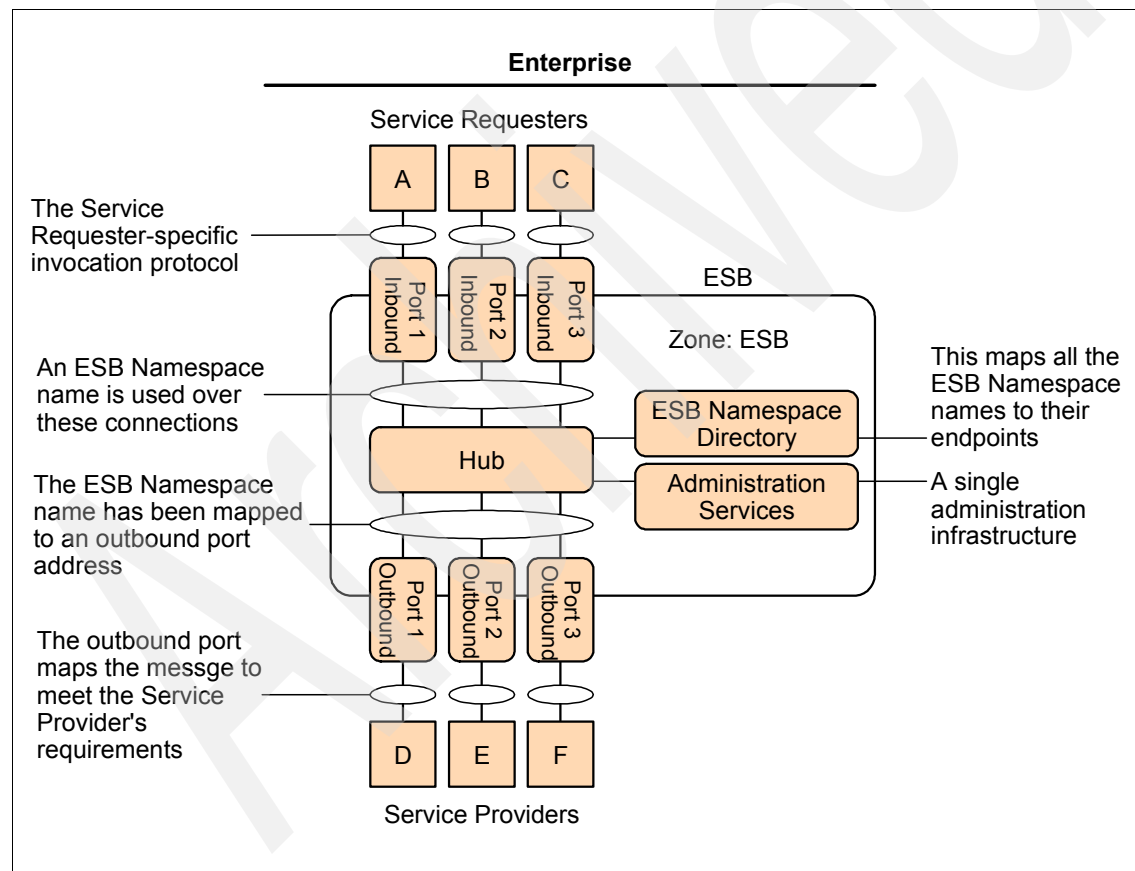 Enterprise
Service Requesters
A
B
C
The Service
Requester-specific
invocation protocol
Port 1
Inbound
Port 2
Inbound
Port 3
Inbound
ESB
Zone: ESB
An ESB Namespace
name is used over
these connections
This maps all the
ESB Namespace
names to their
endpoints
ESB Namespace
Directory
Hub
Administration
Services
A single
administration
infrastructure
The ESB Namespace
name has been mapped
to an outbound port
address
Port 1
Outbound
Port 2
Outbound
Port 3
Outbound
The outbound port
maps the messge to
meet the Service
Provider's
requirements
D
E
F
Service Providers
Archived